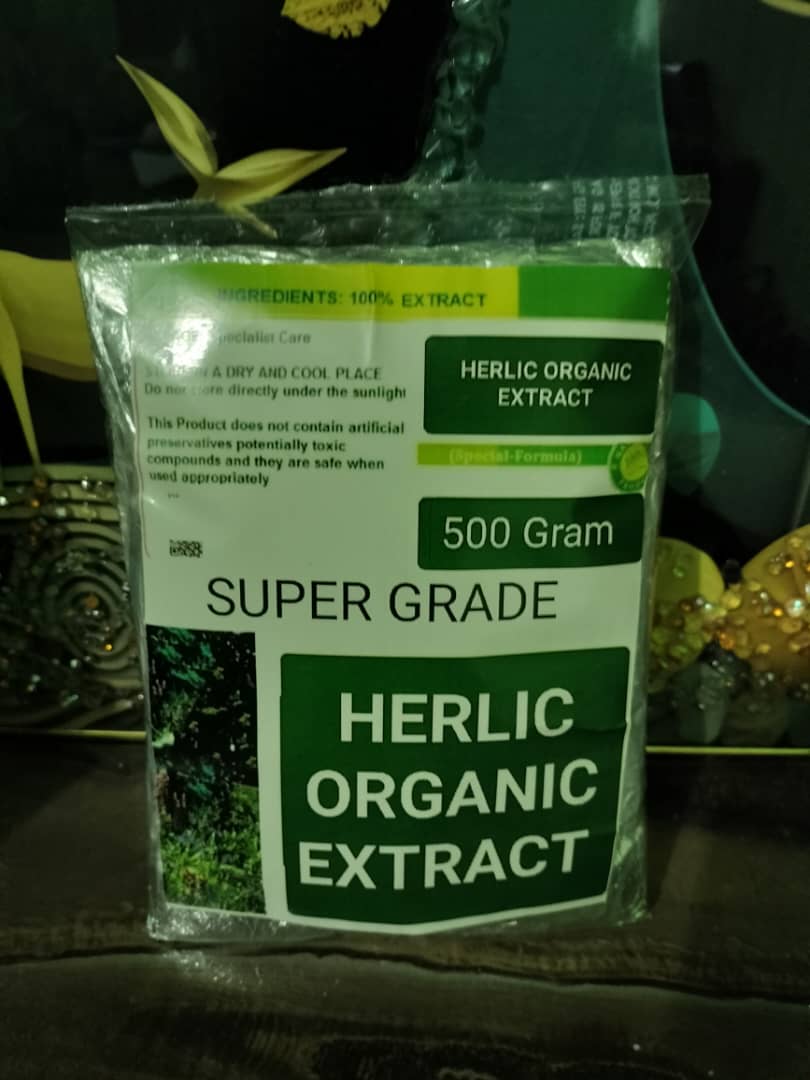 INGREDIENTS: 100% EXTRACT
Specialist Care
IN A DRY AND COOL PLACE
Do not store directly under the sunlight
This Product does not contain artificial
preservatives potentially toxic
compounds and they are safe when
used appropriately
HERLIC ORGANIC
EXTRACT
(Special-Formula)
500 Gram
SUPER GRADE
HERLIC
ORGANIC
EXTRACT